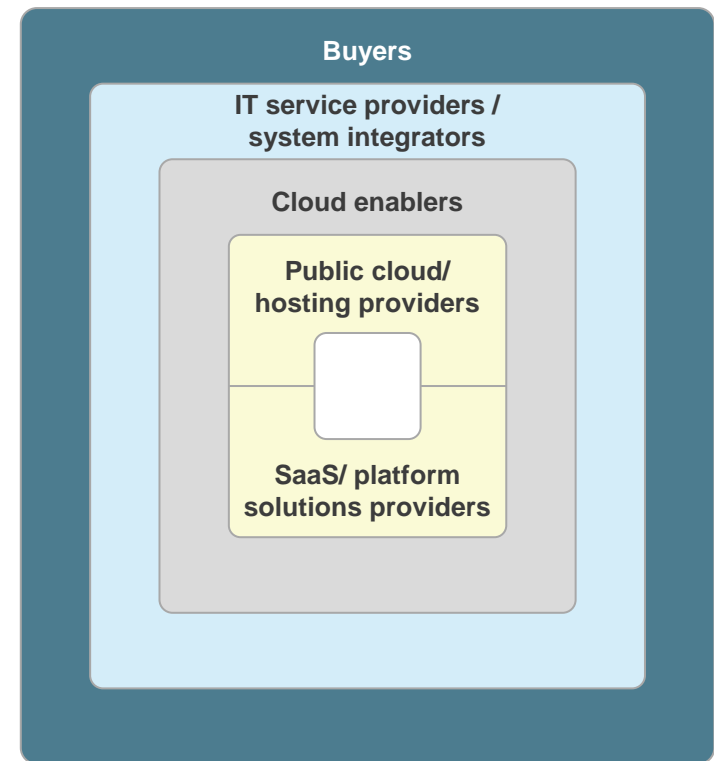 Buyers
IT service providers /
system integrators
Cloud enablers
Public cloud/
hosting providers
SaaS/ platform
solutions providers